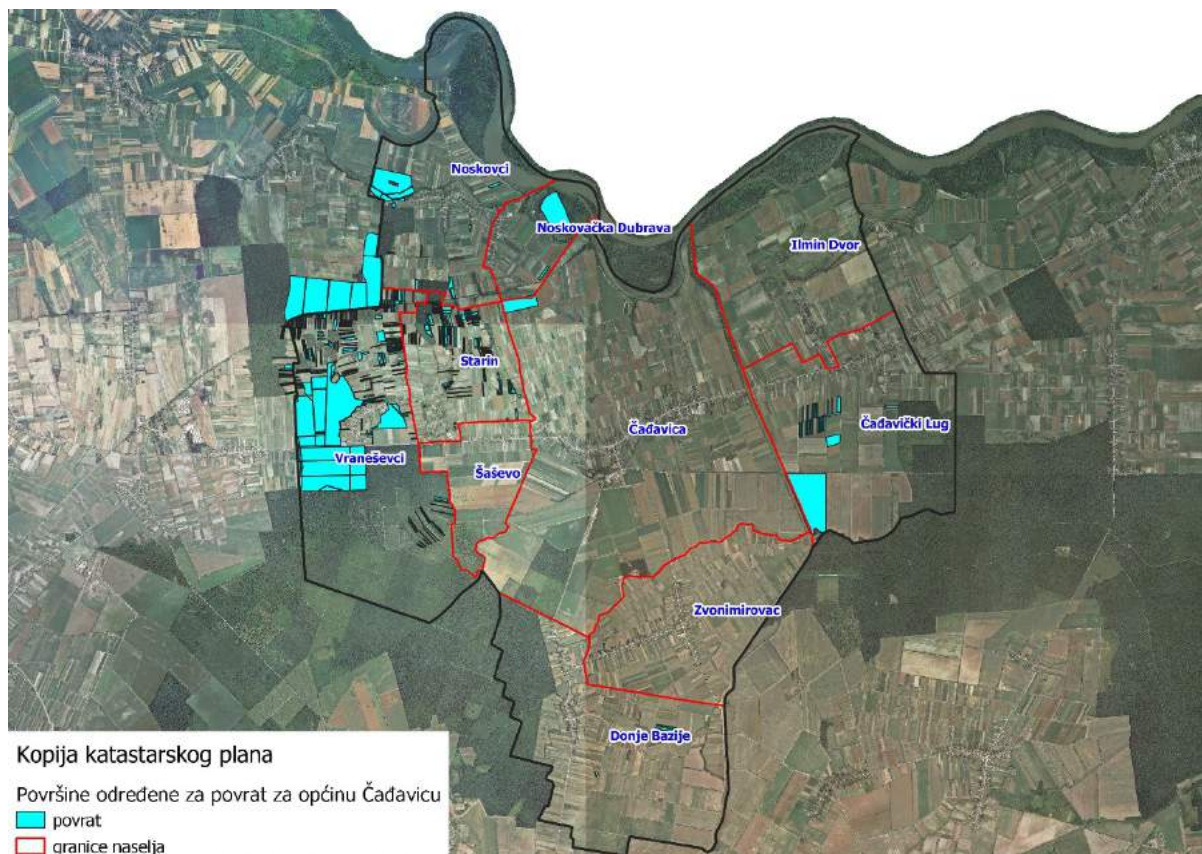 Noskovci
Noskovačka Dubrava
Ilmin Dvor
Starin
Čađavica
Čađavički Lug
Vraneševci
Šaševo
Zvonimirovac
Donje Bazije
Kopija katastarskog plana
Površine određene za povrat za općinu Čađavicu
povrat
granice naselja